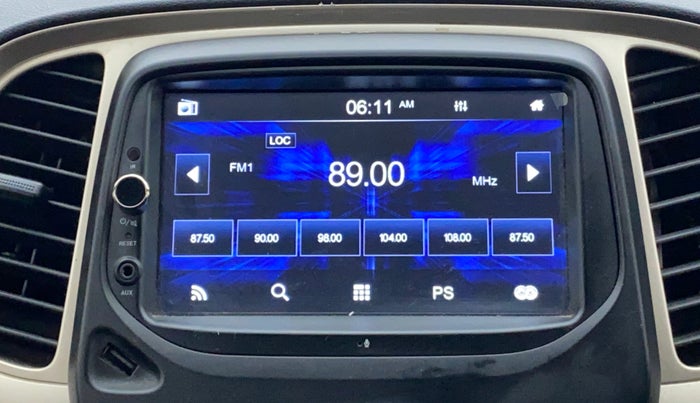 06:11 AM
LOC
IR
FM1
89.00
MHz
87.50 90.00 98.00 104.00 108.00 87.50
RESET
AUX
PS